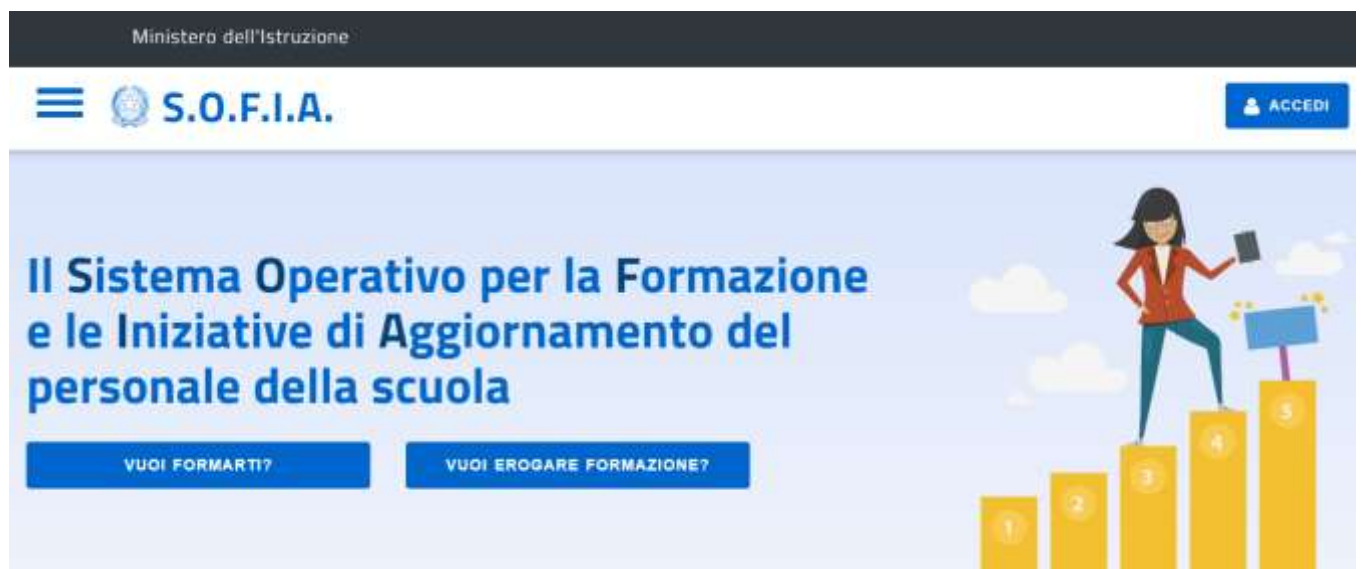 Ministero dell'Istruzione
S.O.F.I.A.
ACCEDI
Il Sistema Operativo per la Formazione
e le Iniziative di Aggiornamento del
personale della scuola
VUOI FORMARTI?
VUOI EROGARE FORMAZIONE?
1
2
3
4
5